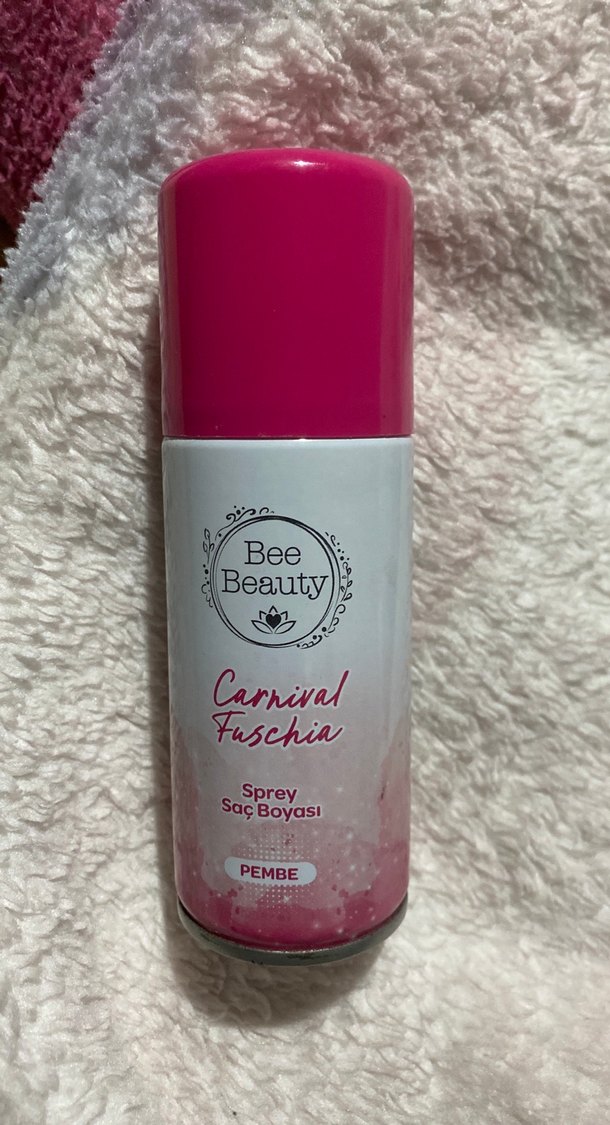 Bee
Beauty
Carnival
Fuschia
Sprey
Saç Boyası
PEMBE